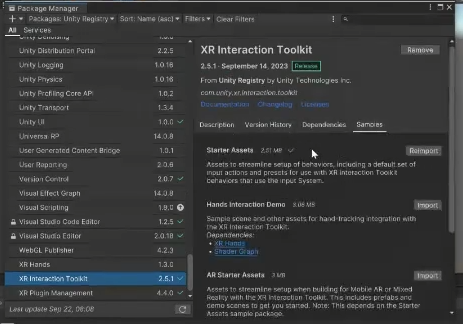 Package Manager
+ Packages: Unity Registry Sort: Name (asc) Filters Clear Filters
All Services
Unity Distribution Portal 2.2.5
Unity Logging 1.0.16
Unity Physics 1.0.16
Unity Profiling Core API 1.0.2
Unity Transport 1.3.4
Unity UI 1.0.0
Universal RP 14.0.8
User Generated Content Bridge 1.0.1
User Reporting 2.0.6
Version Control 2.0.7
Visual Effect Graph 14.0.8
Visual Scripting 1.9.0
Visual Studio Code Editor 1.2.5
Visual Studio Editor 2.0.18
WebGL Publisher 4.2.3
XR Hands 1.3.0
XR Interaction Toolkit 2.5.1
XR Plugin Management 4.4.0
Last update Sep 22, 08:08
XR Interaction Toolkit Remove
2.5.1 · September 14, 2023 Release
From Unity Registry by Unity Technologies Inc.
com.unity.xr.interaction.toolkit
Documentation Changelog Licenses
Description Version History Dependencies Samples
Starter Assets 2.51 MB Reimport
Assets to streamline setup of behaviors, including a default set of
input actions and presets for use with XR Interaction Toolkit
behaviors that use the Input System.
Hands Interaction Demo Import
Sample scene and other assets for hand-tracking integration with
the XR Interaction Toolkit.
Dependencies:
• XR Hands
• Shader Graph
AR Starter Assets 3 MB Import
Assets to streamline setup when building for Mobile AR or Mixed
Reality with the XR Interaction Toolkit. This includes prefabs and
demo scenes to get you started. Note: This depends on the Starter
Assets sample package.